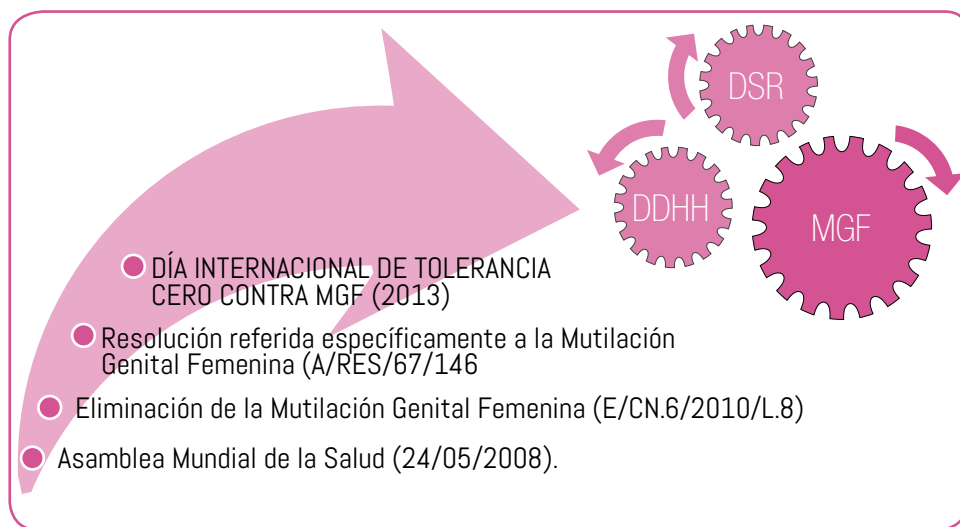 DSR
DDHH
MGF
DÍA INTERNACIONAL DE TOLERANCIA
CERO CONTRA MGF (2013)
Resolución referida específicamente a la Mutilación
Genital Femenina (A/RES/67/146
Eliminación de la Mutilación Genital Femenina (E/CN.6/2010/L.8)
Asamblea Mundial de la Salud (24/05/2008).